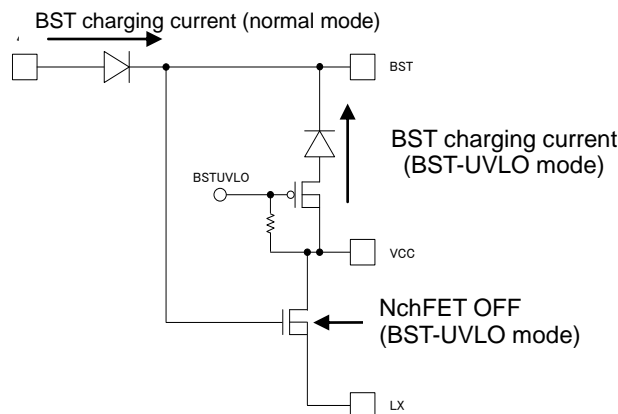 BST charging current (normal mode)
BST
BST charging current
(BST-UVLO mode)
BSTUVLO
VCC
NchFET OFF
(BST-UVLO mode)
LX